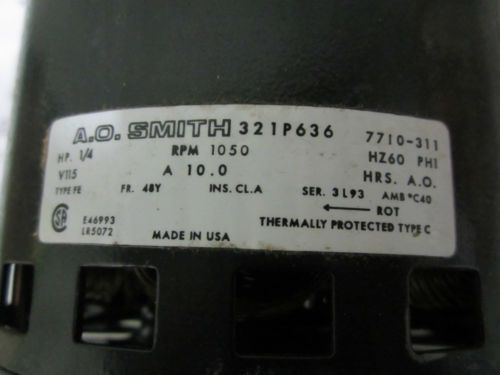 A.O. SMITH 321P636 7710-311
HP. 1/4 RPM 1050 HZ60 PH1
V115 A 10.0 HRS. A.O.
TYPE FE FR. 48Y INS. CL.A SER. 3L93 AMB °C40
← ROT
E46993
LR5072 MADE IN USA THERMALLY PROTECTED TYPE C
SA